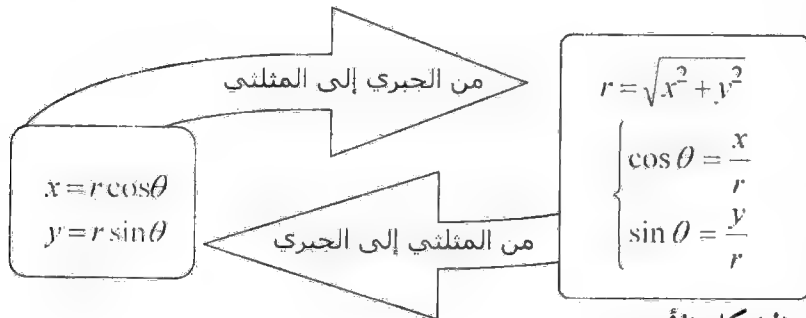 من الجبري إلى المثلثي
r = √x² + y²
cos θ = x/r
sin θ = y/r
x = r cosθ
y = r sinθ
من المثلثي إلى الجبري